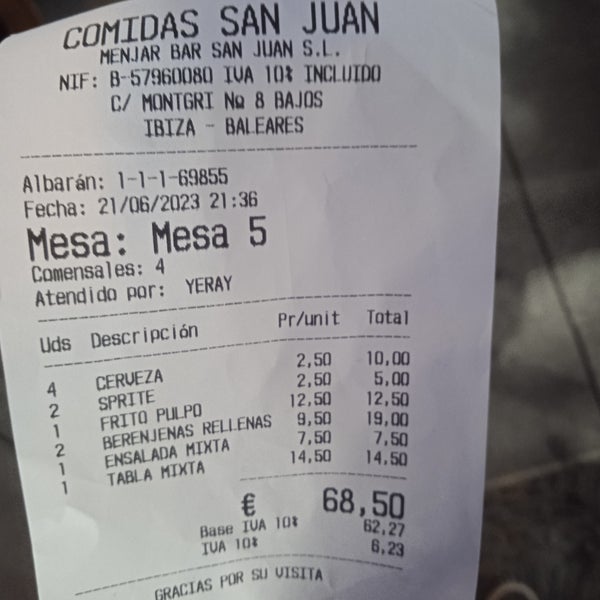 COMIDAS SAN JUAN
MENJAR BAR SAN JUAN S.L.
NIF: B-57960080 IVA 10% INCLUIDO
C/ MONTGRI Nº 8 BAJOS
IBIZA - BALEARES
Albarán: 1-1-1-69855
Fecha: 21/06/2023 21:36
Mesa: Mesa 5
Comensales: 4
Atendido por: YERAY
Uds Descripción Pr/unit Total
4 CERVEZA 2,50 10,00
2 SPRITE 2,50 5,00
1 FRITO PULPO 12,50 12,50
2 BERENJENAS RELLENAS 9,50 19,00
1 ENSALADA MIXTA 7,50 7,50
1 TABLA MIXTA 14,50 14,50
€ 68,50
Base IVA 10% 62,27
IVA 10% 6,23
GRACIAS POR SU VISITA